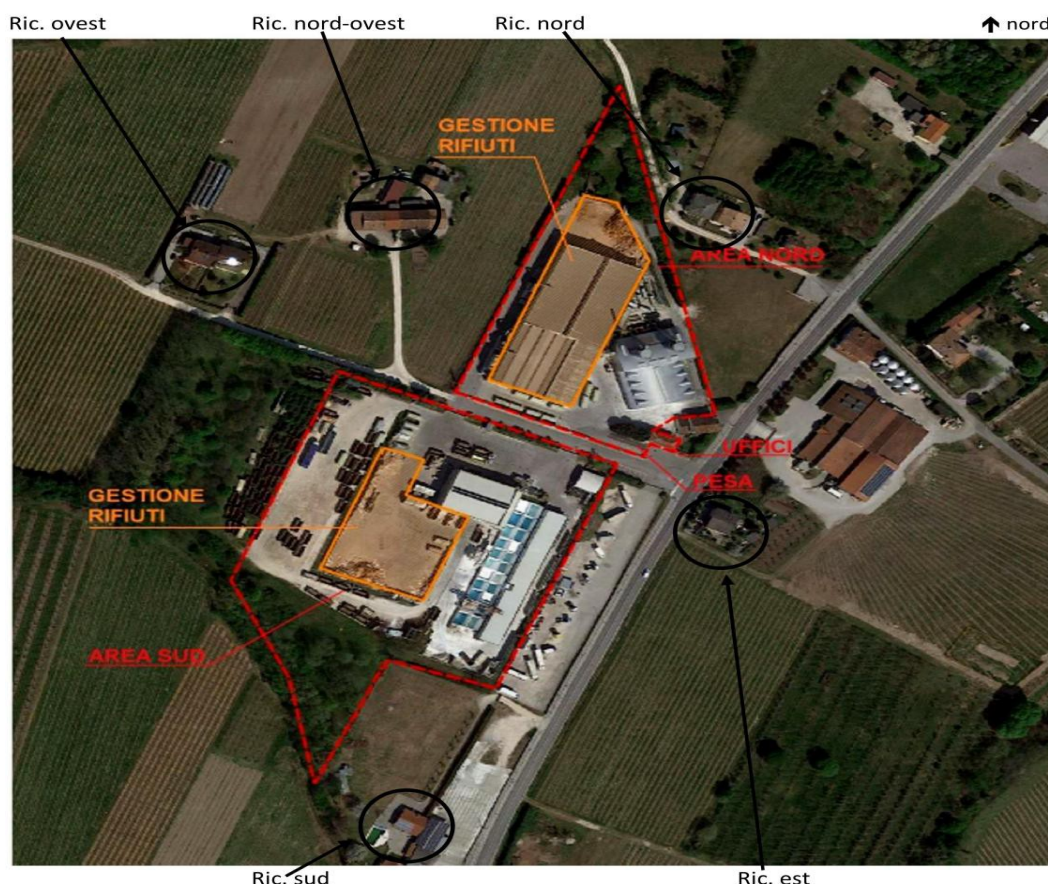 Ric. ovest
Ric. nord-ovest
Ric. nord
🡹 nord
GESTIONE
RIFIUTI
AREA NORD
UFFICI
PESA
GESTIONE
RIFIUTI
AREA SUD
Ric. sud
Ric. est